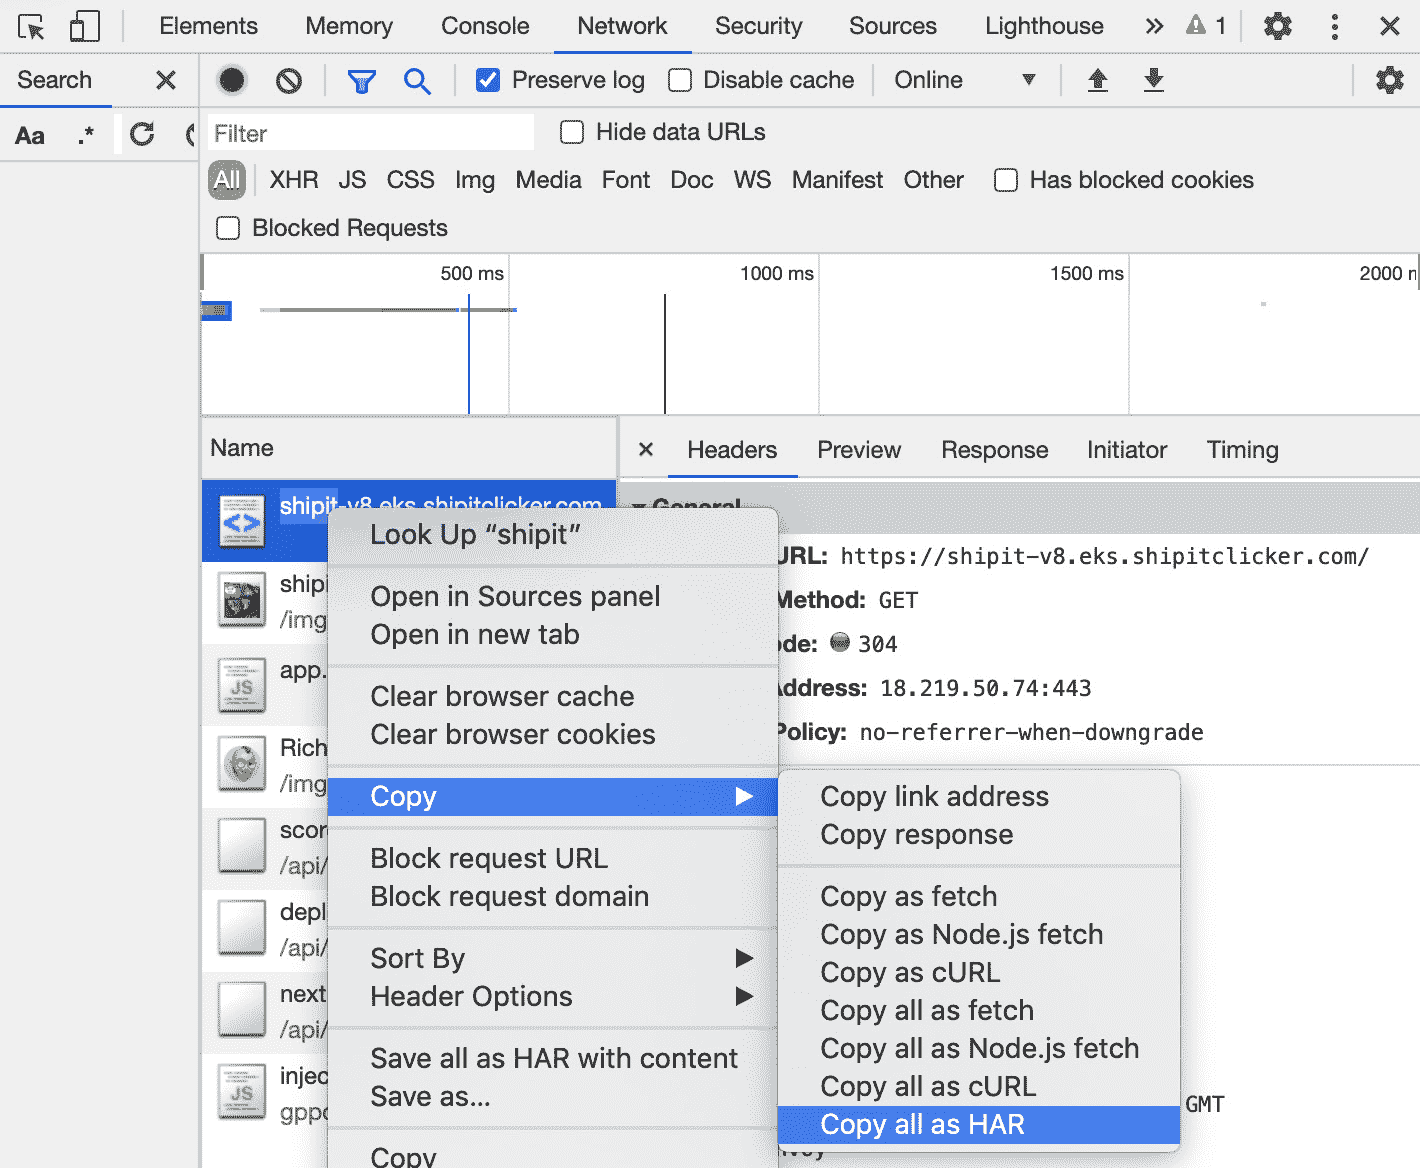 Elements Memory Console Network Security Sources Lighthouse » 1
Search Preserve log Disable cache Online
Aa .* Filter Hide data URLs
All XHR JS CSS Img Media Font Doc WS Manifest Other Has blocked cookies
Blocked Requests
500 ms 1000 ms 1500 ms 2000
Name
Headers Preview Response Initiator Timing
shipit-v8.eks.shipitclicker.com
General
Look Up “shipit”
URL: https://shipit-v8.eks.shipitclicker.com/
Open in Sources panel
shipi
Method: GET
/img
Open in new tab
ode: 304
app.
Clear browser cache
Address: 18.219.50.74:443
Clear browser cookies
Policy: no-referrer-when-downgrade
Rich
/img
Copy
Copy link address
scor
Copy response
Block request URL
/api/
Block request domain
Copy as fetch
depl
Copy as Node.js fetch
/api/
Sort By
Copy as cURL
next
Header Options
Copy all as fetch
/api/
Copy all as Node.js fetch
Save all as HAR with content
injec
Copy all as cURL
Save as...
gppc
GMT
Copy all as HAR
Copy